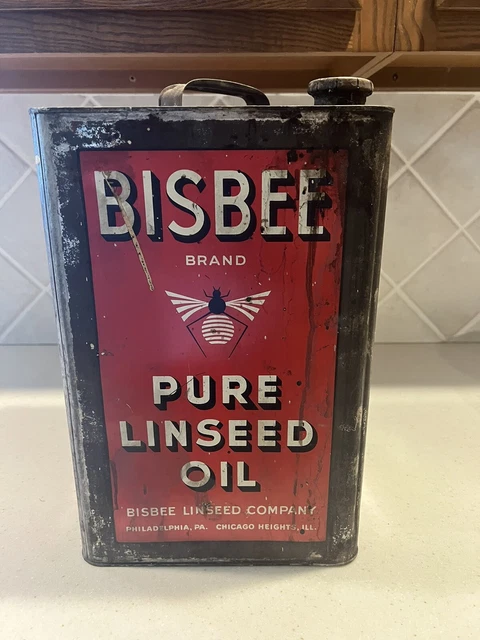 BISBEE
BRAND
PURE
LINSEED
OIL
BISBEE LINSEED COMPANY
PHILADELPHIA, PA. CHICAGO HEIGHTS, ILL.